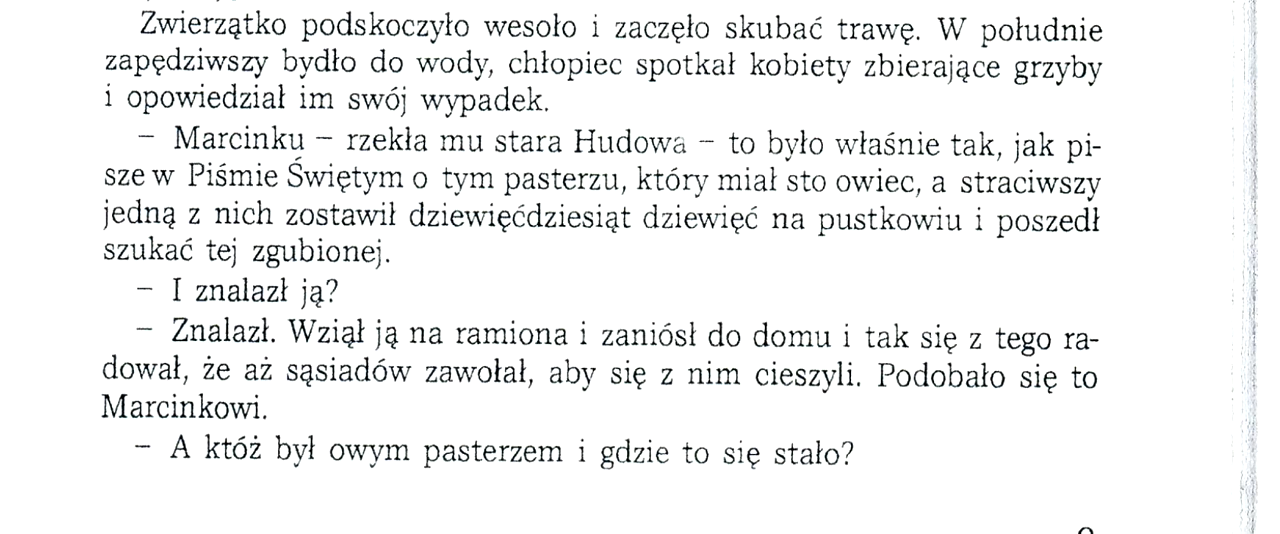 Zwierzątko podskoczyło wesoło i zaczęło skubać trawę. W południe
zapędziwszy bydło do wody, chłopiec spotkał kobiety zbierające grzyby
i opowiedział im swój wypadek.
– Marcinku – rzekła mu stara Hudowa – to było właśnie tak, jak pi-
sze w Piśmie Świętym o tym pasterzu, który miał sto owiec, a straciwszy
jedną z nich zostawił dziewięćdziesiąt dziewięć na pustkowiu i poszedł
szukać tej zgubionej.
– I znalazł ją?
– Znalazł. Wziął ją na ramiona i zaniósł do domu i tak się z tego ra-
dował, że aż sąsiadów zawołał, aby się z nim cieszyli. Podobało się to
Marcinkowi.
– A któż był owym pasterzem i gdzie to się stało?